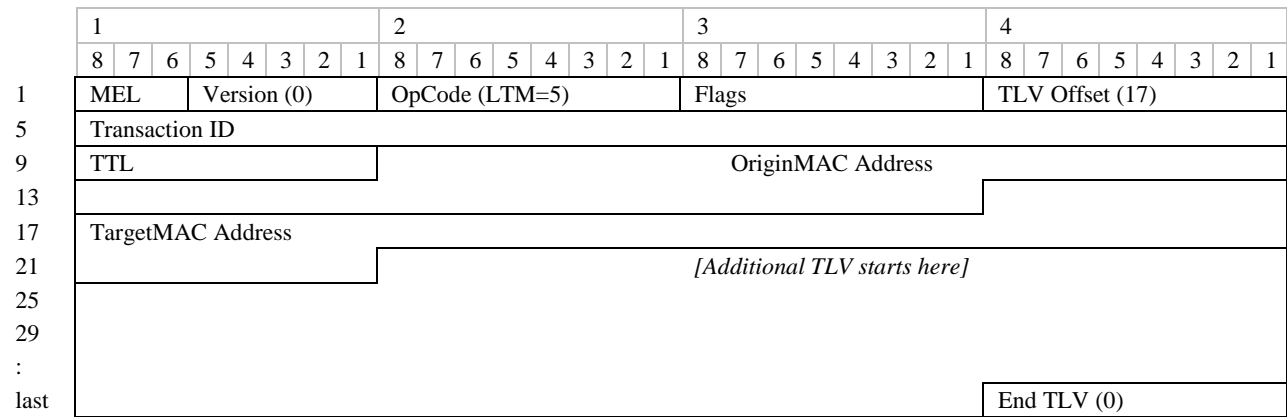 1 2 3 4
8 7 6 5 4 3 2 1 8 7 6 5 4 3 2 1 8 7 6 5 4 3 2 1 8 7 6 5 4 3 2 1
1 MEL Version (0) OpCode (LTM=5) Flags TLV Offset (17)
5 Transaction ID
9 TTL OriginMAC Address
13
17 TargetMAC Address
21 [Additional TLV starts here]
25
29
:
last End TLV (0)